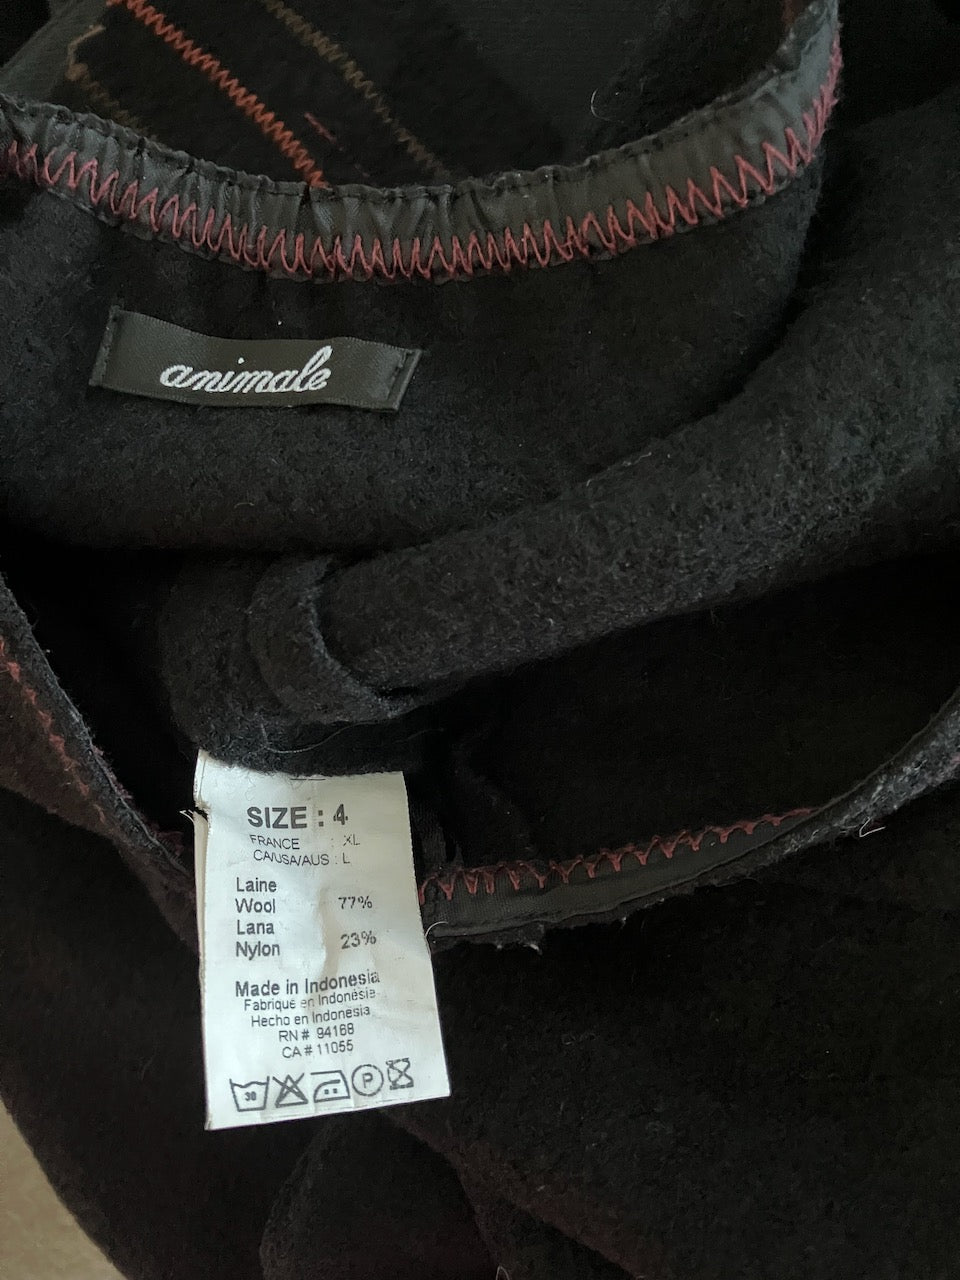 animale
SIZE : 4
FRANCE : XL
CA/USA/AUS : L
Laine
Wool 77%
Lana
Nylon 23%
Made in Indonesia
Fabriqué en Indonésie
Hecho en Indonesia
RN # 94168
CA # 11055
30 P